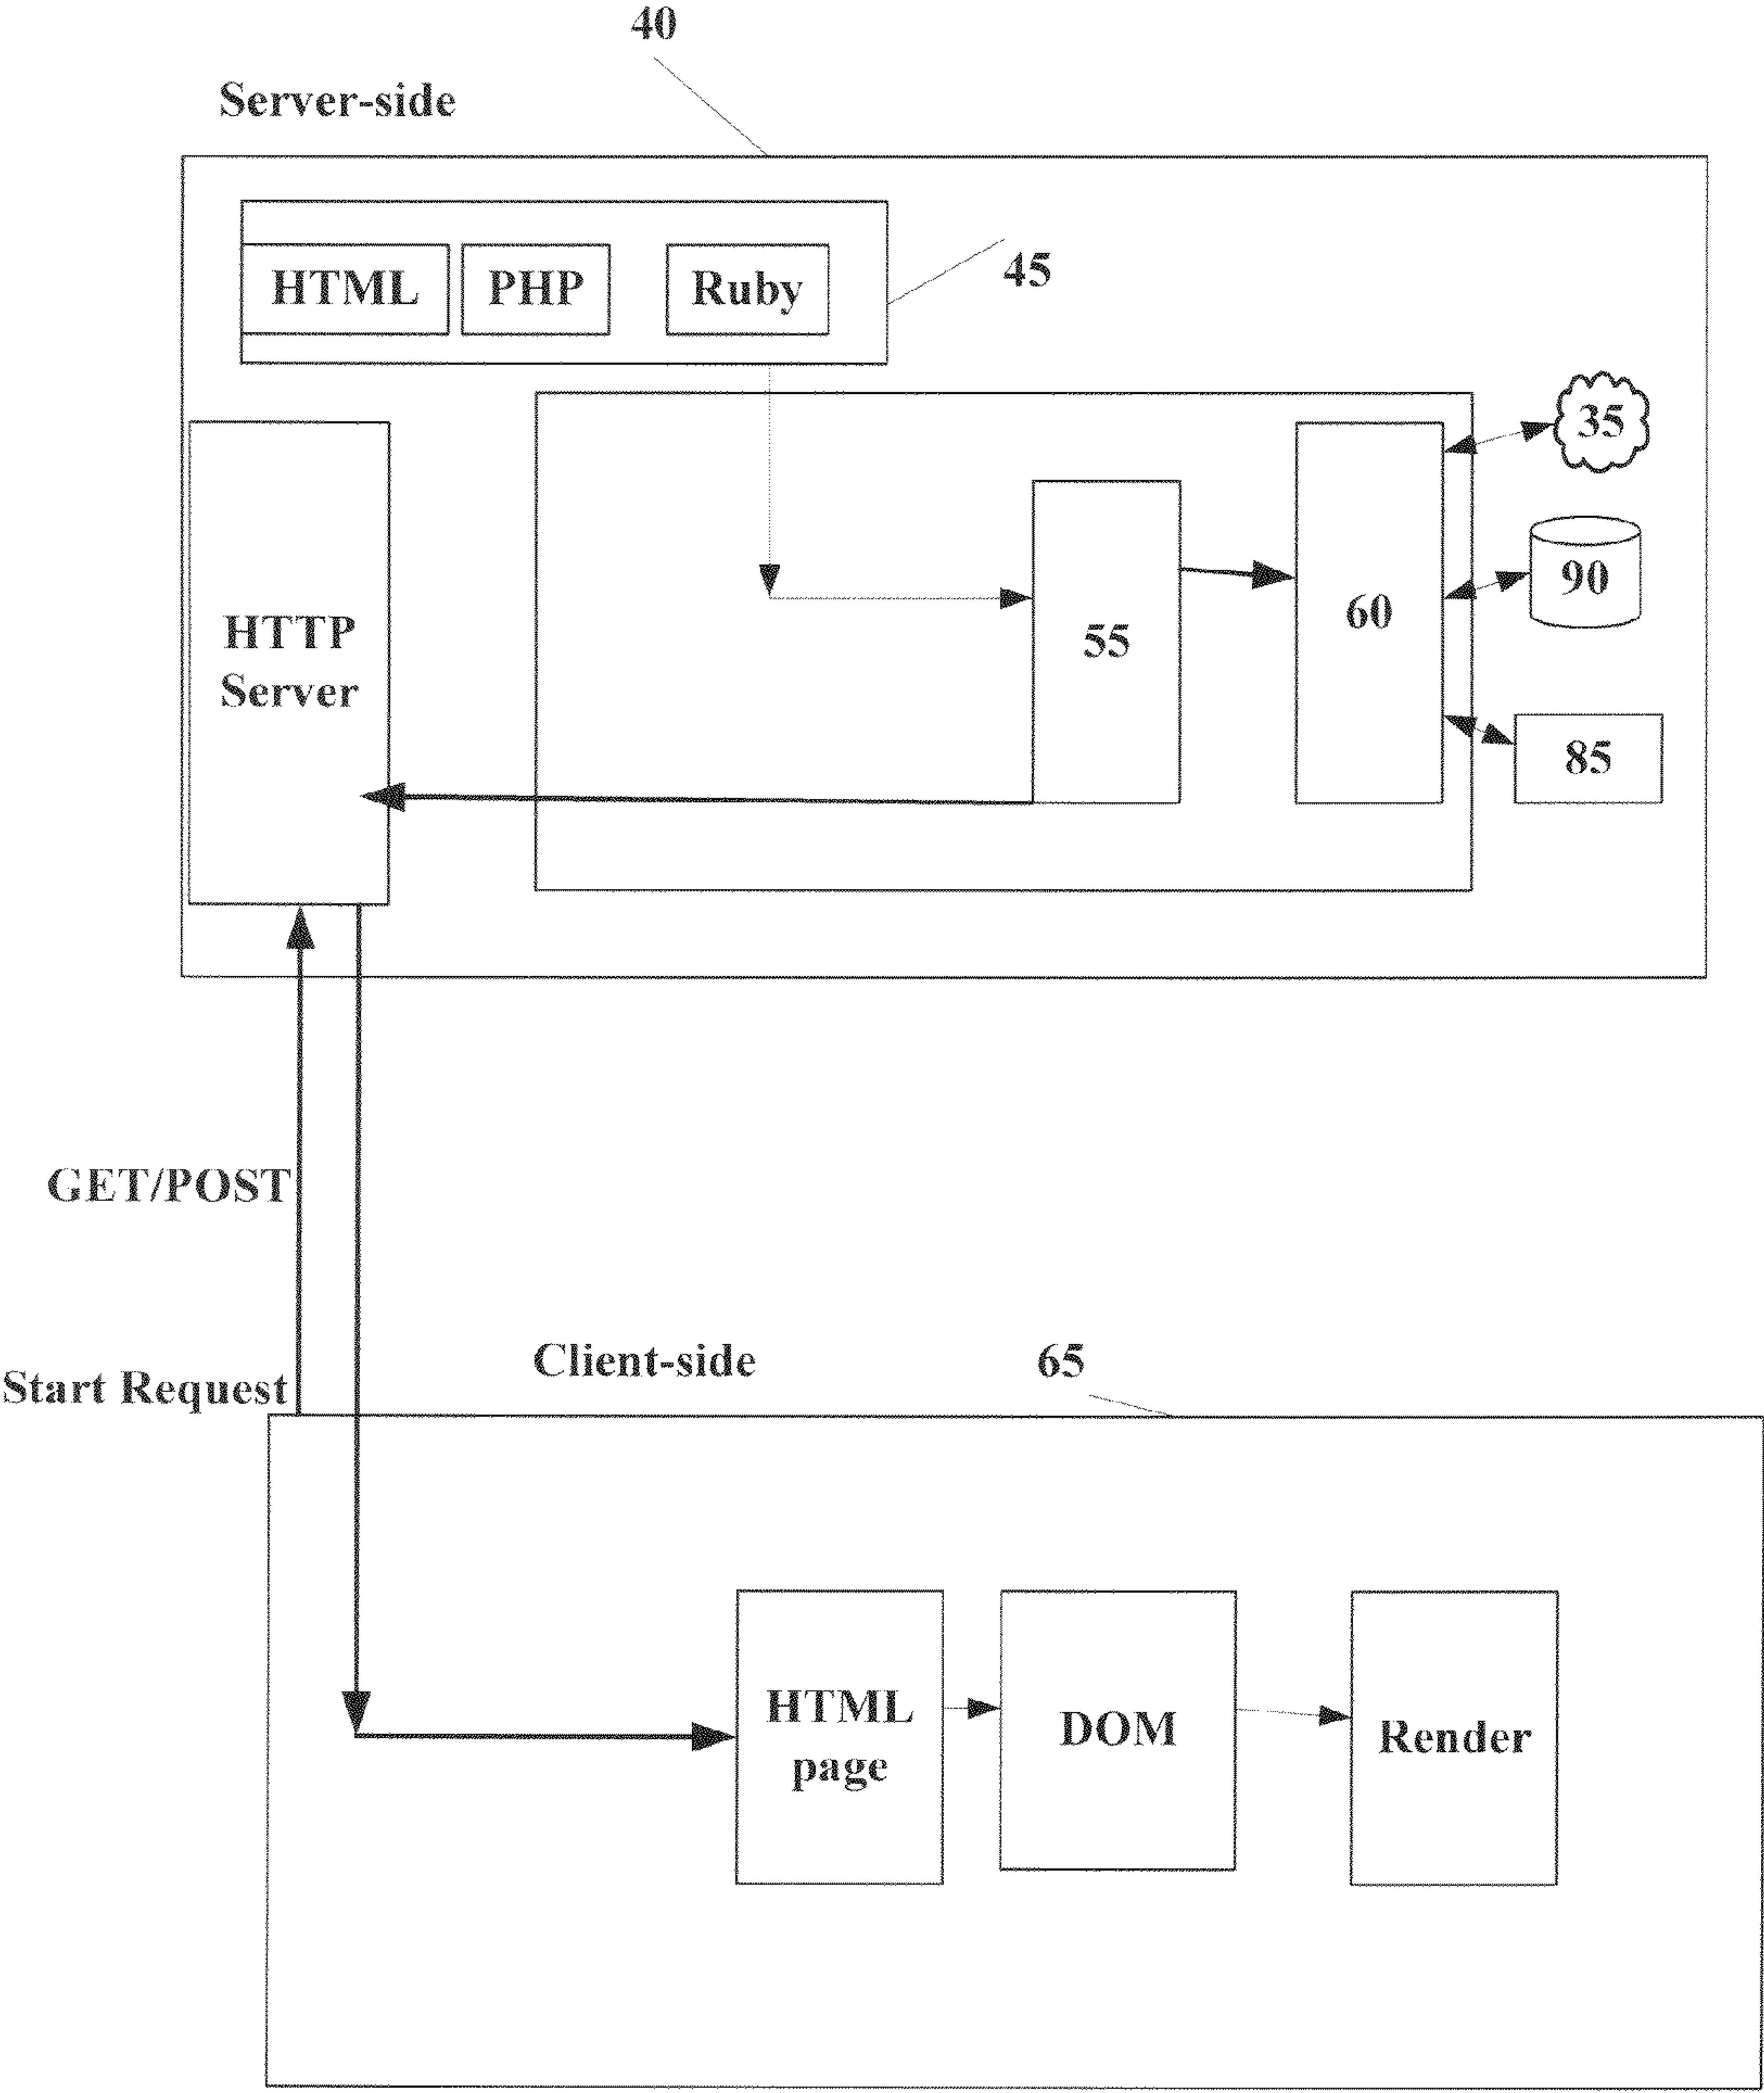 40
Server-side
HTML PHP Ruby
45
35
90
60
55
HTTP
Server
85
GET/POST
Client-side
65
Start Request
HTML
page
DOM
Render